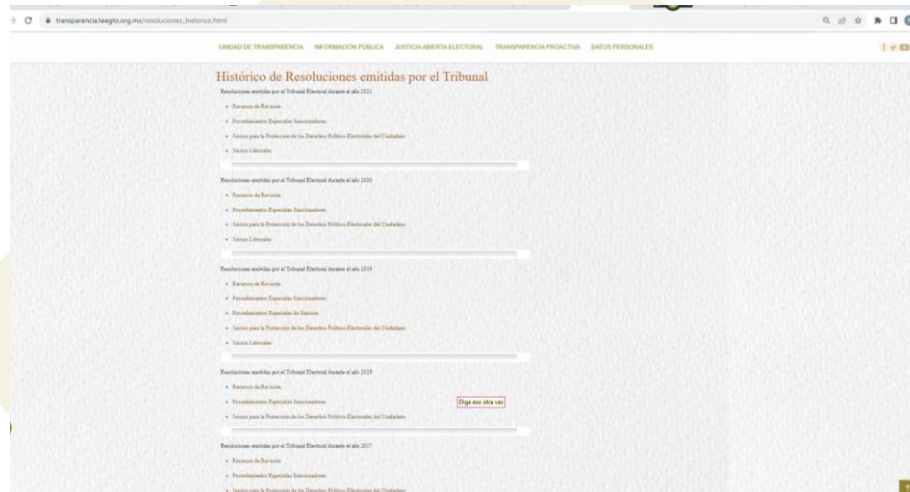 transparencia.teegto.org.mx/resoluciones_historico.html
UNIDAD DE TRANSPARENCIA INFORMACIÓN PÚBLICA JUSTICIA ABIERTA ELECTORAL TRANSPARENCIA PROACTIVA DATOS PERSONALES
Histórico de Resoluciones emitidas por el Tribunal
Resoluciones emitidas por el Tribunal Electoral durante el año 2021
Recursos de Revisión
Procedimientos Especiales Sancionadores
Juicios para la Protección de los Derechos Político-Electorales del Ciudadano
Juicios Laborales
Resoluciones emitidas por el Tribunal Electoral durante el año 2020
Recursos de Revisión
Procedimientos Especiales Sancionadores
Juicios para la Protección de los Derechos Político-Electorales del Ciudadano
Juicios Laborales
Resoluciones emitidas por el Tribunal Electoral durante el año 2019
Recursos de Revisión
Procedimientos Especiales Sancionadores
Procedimientos Especiales de Sanción
Juicios para la Protección de los Derechos Político-Electorales del Ciudadano
Juicios Laborales
Resoluciones emitidas por el Tribunal Electoral durante el año 2018
Recursos de Revisión
Procedimientos Especiales Sancionadores
Diga eso otra vez
Juicios para la Protección de los Derechos Político-Electorales del Ciudadano
Resoluciones emitidas por el Tribunal Electoral durante el año 2017
Recursos de Revisión
Procedimientos Especiales Sancionadores
Juicios para la Protección de los Derechos Político-Electorales del Ciudadano